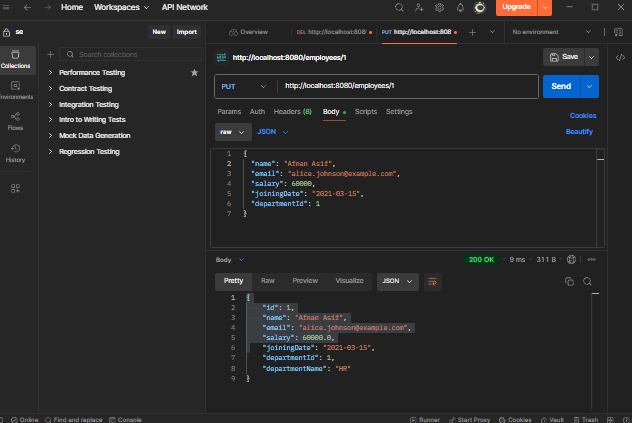 Home Workspaces API Network Upgrade
se New Import
Overview DEL http://localhost:808 PUT http://localhost:808 No environment
Collections
Environments
Flows
History
Search collections
Performance Testing
Contract Testing
Integration Testing
Intro to Writing Tests
Mock Data Generation
Regression Testing
HTTP http://localhost:8080/employees/1 Save
PUT http://localhost:8080/employees/1 Send
Params Auth Headers (8) Body Scripts Settings Cookies
raw JSON Beautify
1 {
2 "name": "Afnan Asif",
3 "email": "alice.johnson@example.com",
4 "salary": 60000,
5 "joiningDate": "2021-03-15",
6 "departmentId": 1
7 }
Body 200 OK 9 ms 311 B
Pretty Raw Preview Visualize JSON
1 {
2 "id": 1,
3 "name": "Afnan Asif",
4 "email": "alice.johnson@example.com",
5 "salary": 60000.0,
6 "joiningDate": "2021-03-15",
7 "departmentId": 1,
8 "departmentName": "HR"
9 }
Online Find and replace Console Runner Start Proxy Cookies Vault Trash